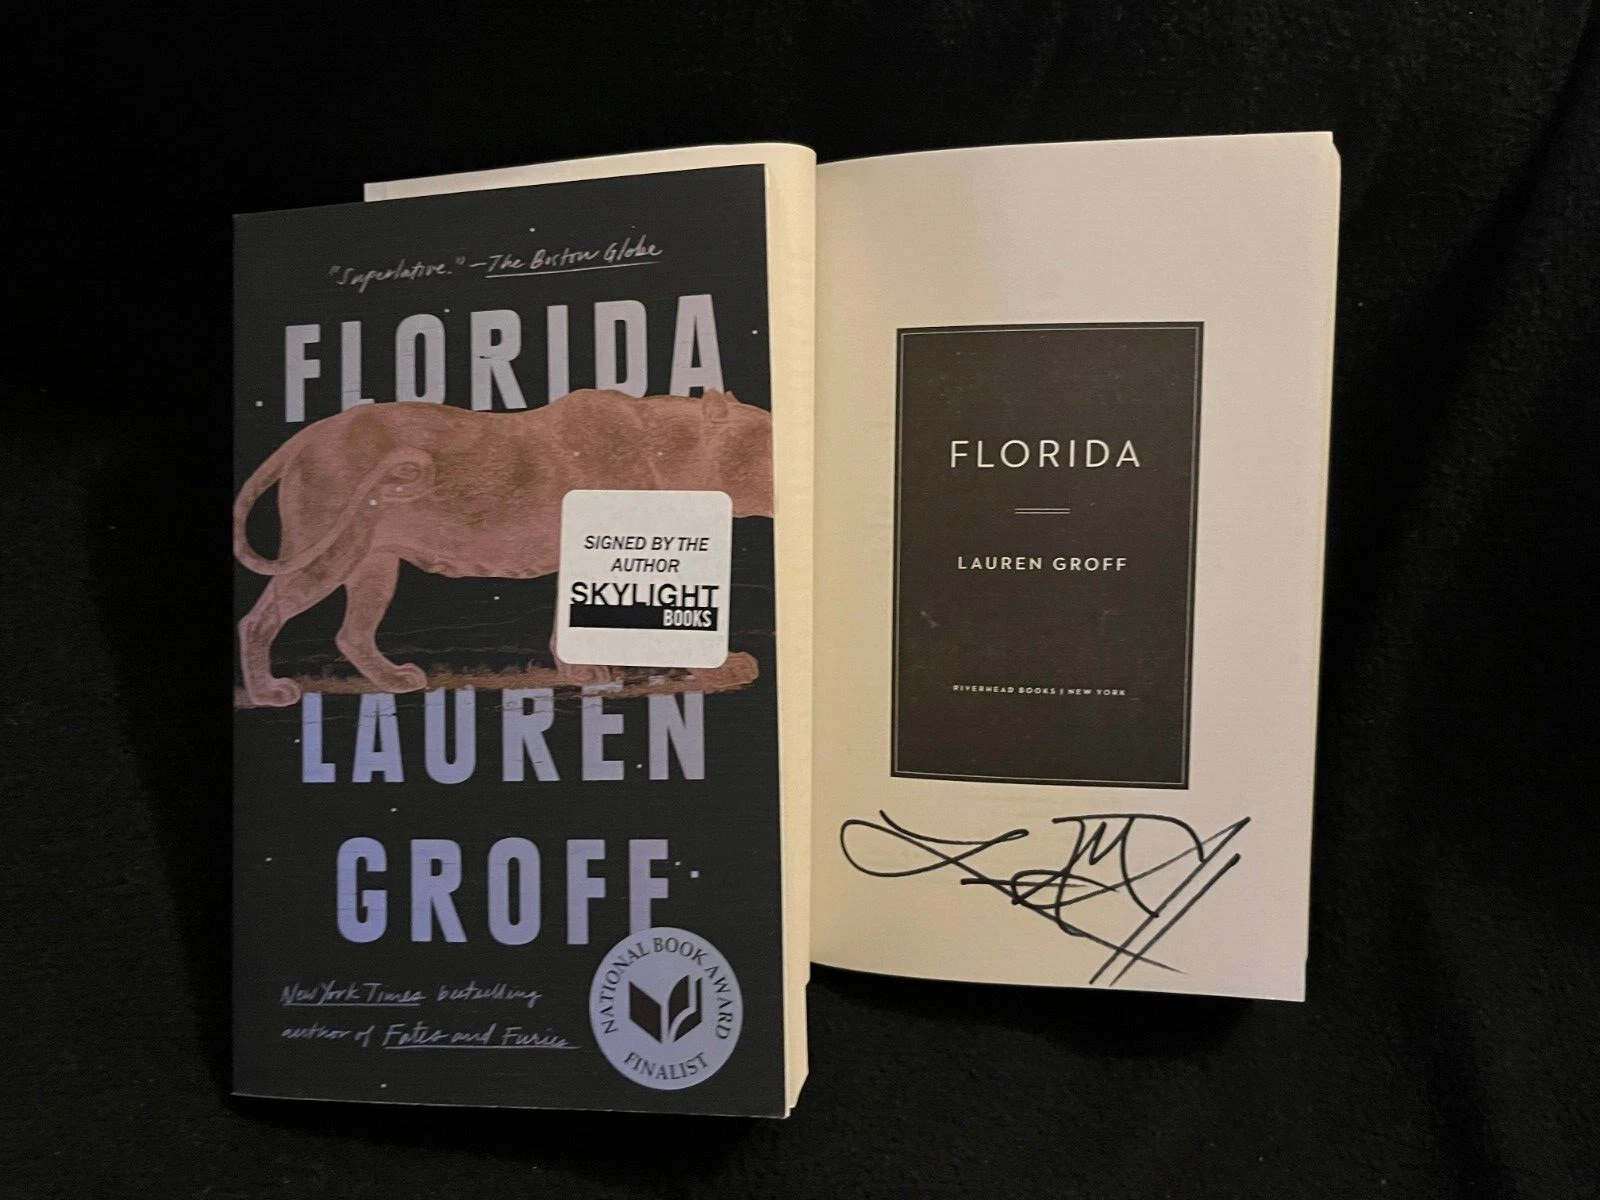 "Superlative." —The Boston Globe
FLORIDA
SIGNED BY THE
AUTHOR
SKYLIGHT
BOOKS
LAUREN
GROFF
New York Times bestselling
author of Fates and Furies
NATIONAL BOOK AWARD
FINALIST
FLORIDA
LAUREN GROFF
RIVERHEAD BOOKS | NEW YORK